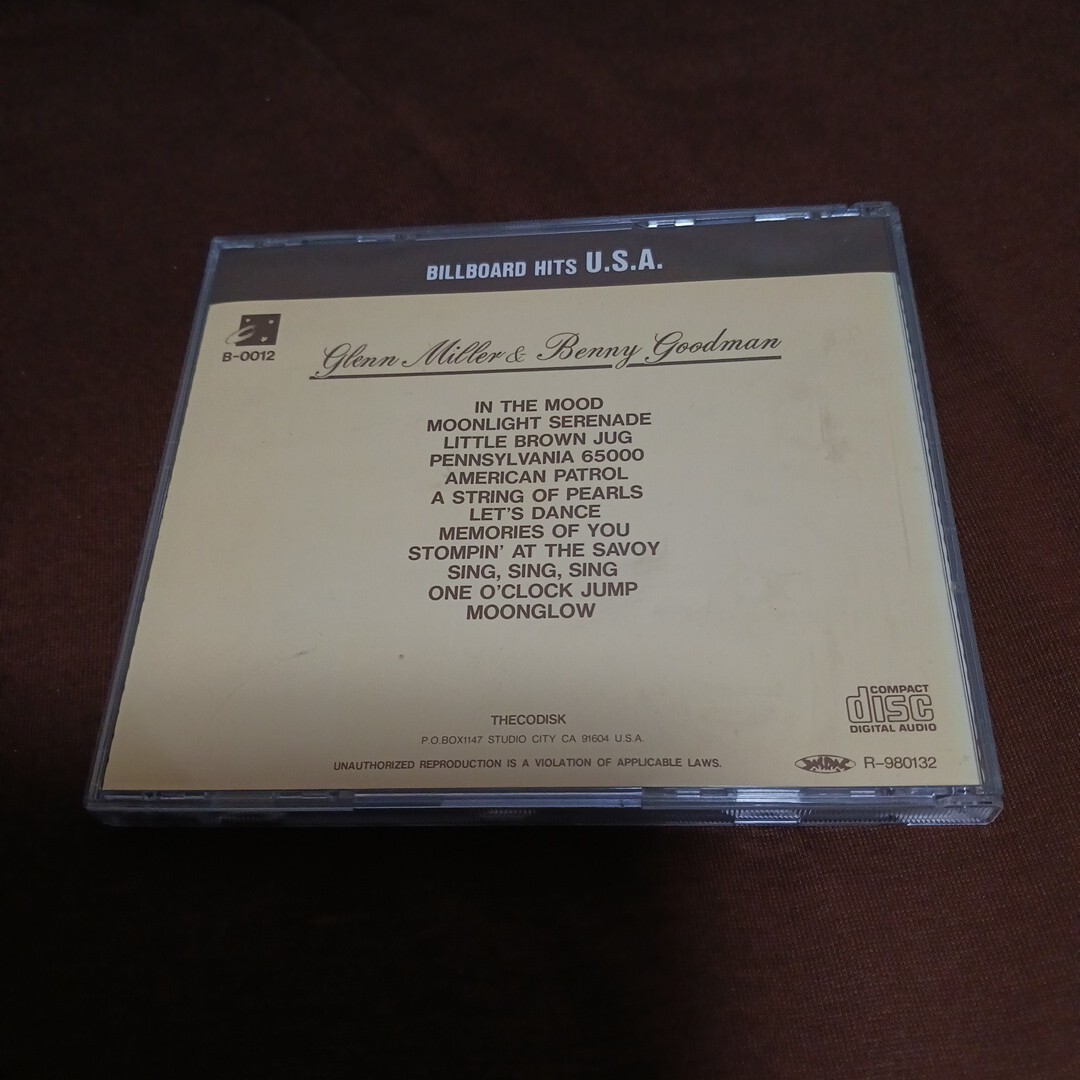 BILLBOARD HITS U.S.A.
B-0012
Glenn Miller & Benny Goodman
IN THE MOOD
MOONLIGHT SERENADE
LITTLE BROWN JUG
PENNSYLVANIA 65000
AMERICAN PATROL
A STRING OF PEARLS
LET'S DANCE
MEMORIES OF YOU
STOMPIN' AT THE SAVOY
SING, SING, SING
ONE O'CLOCK JUMP
MOONGLOW
COMPACT
disc
DIGITAL AUDIO
THECODISK
P.O.BOX1147 STUDIO CITY CA 91604 U.S.A.
UNAUTHORIZED REPRODUCTION IS A VIOLATION OF APPLICABLE LAWS.
R-980132